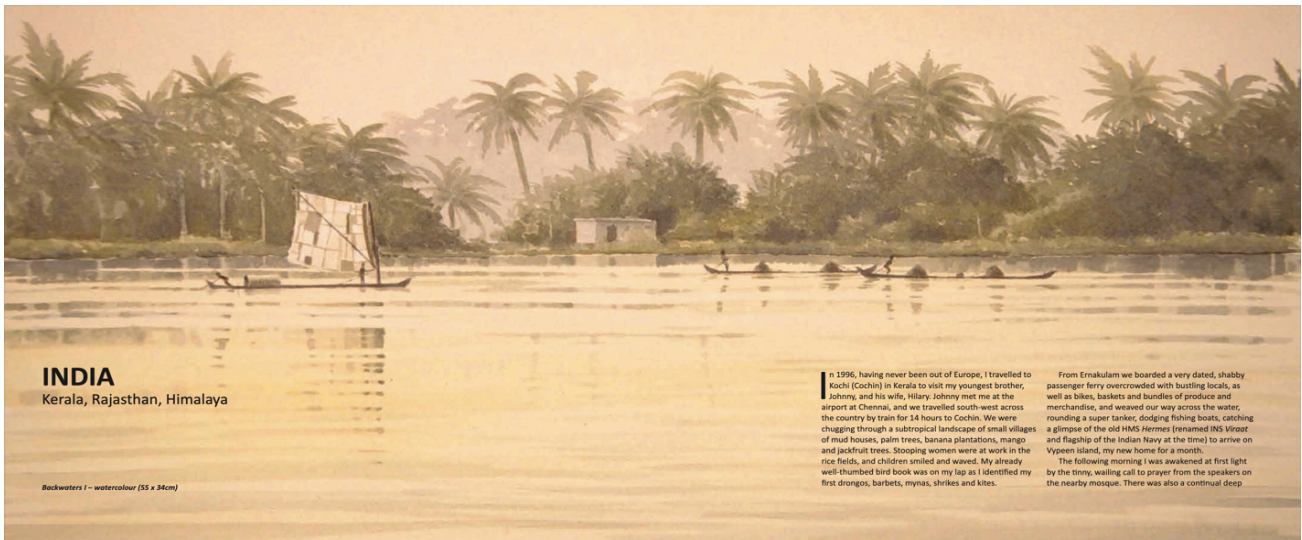 INDIA
Kerala, Rajasthan, Himalaya
Backwaters I – watercolour (55 x 34cm)
In 1996, having never been out of Europe, I travelled to
Kochi (Cochin) in Kerala to visit my youngest brother,
Johnny, and his wife, Hilary. Johnny met me at the
airport at Chennai, and we travelled south-west across
the country by train for 14 hours to Cochin. We were
chugging through a subtropical landscape of small villages
of mud houses, palm trees, banana plantations, mango
and jackfruit trees. Stooping women were at work in the
rice fields, and children smiled and waved. My already
well-thumbed bird book was on my lap as I identified my
first drongos, barbets, mynas, shrikes and kites.
From Ernakulam we boarded a very dated, shabby
passenger ferry overcrowded with bustling locals, as
well as bikes, baskets and bundles of produce and
merchandise, and weaved our way across the water,
rounding a super tanker, dodging fishing boats, catching
a glimpse of the old HMS Hermes (renamed INS Viraat
and flagship of the Indian Navy at the time) to arrive on
Vypeen island, my new home for a month.
The following morning I was awakened at first light
by the tinny, wailing call to prayer from the speakers on
the nearby mosque. There was also a continual deep